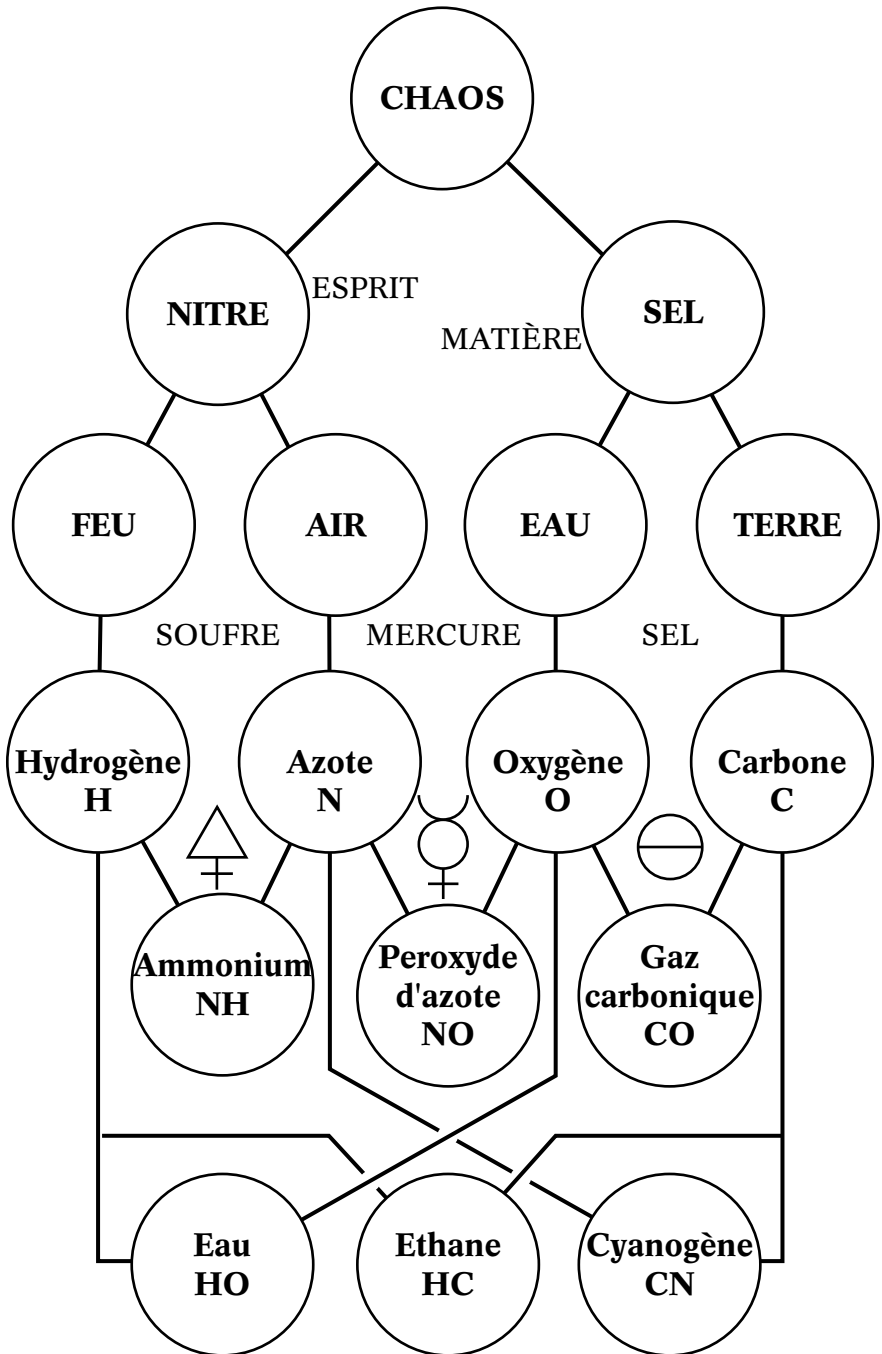 CHAOS
NITRE
ESPRIT
MATIÈRE
SEL
FEU
AIR
EAU
TERRE
SOUFRE
MERCURE
SEL
Hydrogène
H
Azote
N
Oxygène
O
Carbone
C
Ammonium
NH
Peroxyde
d'azote
NO
Gaz
carbonique
CO
Eau
HO
Ethane
HC
Cyanogène
CN